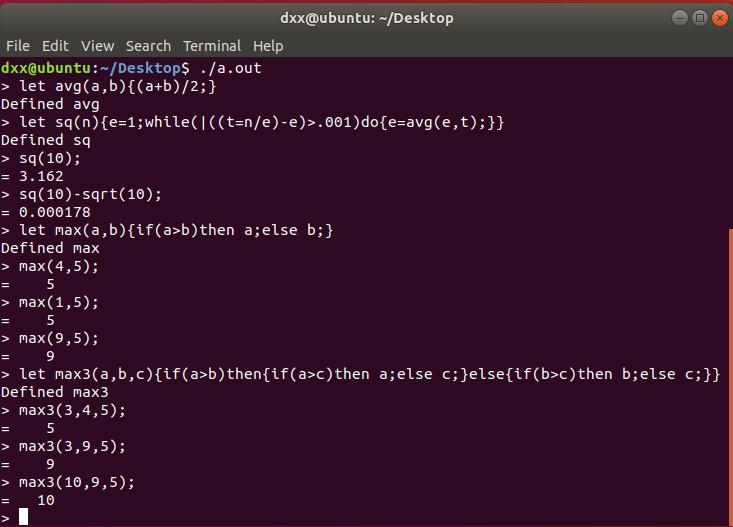 dxx@ubuntu: ~/Desktop
File Edit View Search Terminal Help
dxx@ubuntu:~/Desktop$ ./a.out
> let avg(a,b){(a+b)/2;}
Defined avg
> let sq(n){e=1;while(|((t=n/e)-e)>.001)do{e=avg(e,t);}}
Defined sq
> sq(10);
= 3.162
> sq(10)-sqrt(10);
= 0.000178
> let max(a,b){if(a>b)then a;else b;}
Defined max
> max(4,5);
=    5
> max(1,5);
=    5
> max(9,5);
=    9
> let max3(a,b,c){if(a>b)then{if(a>c)then a;else c;}else{if(b>c)then b;else c;}}
Defined max3
> max3(3,4,5);
=    5
> max3(3,9,5);
=    9
> max3(10,9,5);
=   10
>